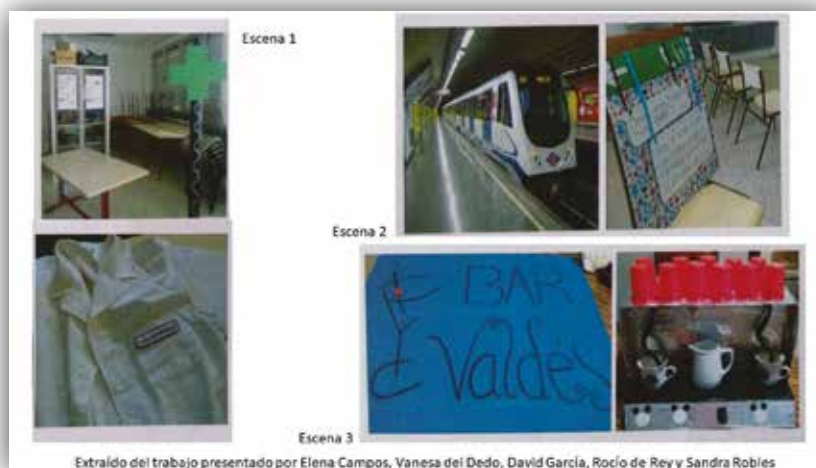 Escena 1
Escena 2
BAR
Valdés
Escena 3
Extraído del trabajo presentado por Elena Campos, Vanesa del Dedo, David García, Rocío de Rey y Sandra Robles